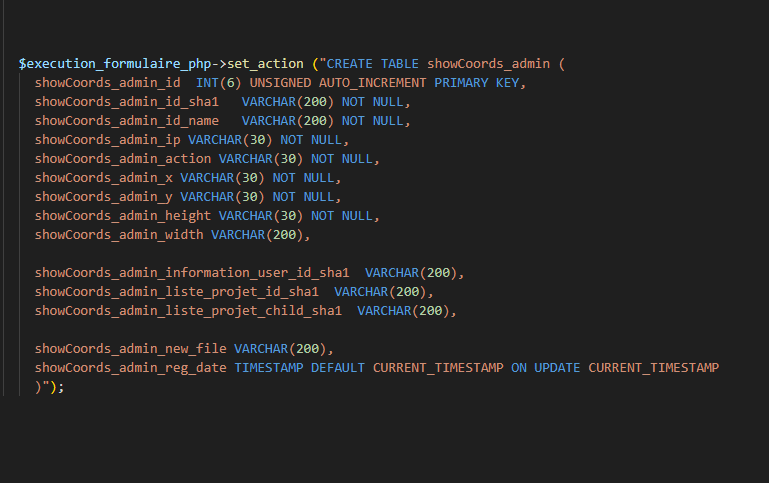 $execution_formulaire_php->set_action ("CREATE TABLE showCoords_admin (
showCoords_admin_id  INT(6) UNSIGNED AUTO_INCREMENT PRIMARY KEY,
showCoords_admin_id_sha1   VARCHAR(200) NOT NULL,
showCoords_admin_id_name   VARCHAR(200) NOT NULL,
showCoords_admin_ip VARCHAR(30) NOT NULL,
showCoords_admin_action VARCHAR(30) NOT NULL,
showCoords_admin_x VARCHAR(30) NOT NULL,
showCoords_admin_y VARCHAR(30) NOT NULL,
showCoords_admin_height VARCHAR(30) NOT NULL,
showCoords_admin_width VARCHAR(200),
showCoords_admin_information_user_id_sha1  VARCHAR(200),
showCoords_admin_liste_projet_id_sha1  VARCHAR(200),
showCoords_admin_liste_projet_child_sha1  VARCHAR(200),
showCoords_admin_new_file VARCHAR(200),
showCoords_admin_reg_date TIMESTAMP DEFAULT CURRENT_TIMESTAMP ON UPDATE CURRENT_TIMESTAMP
)");